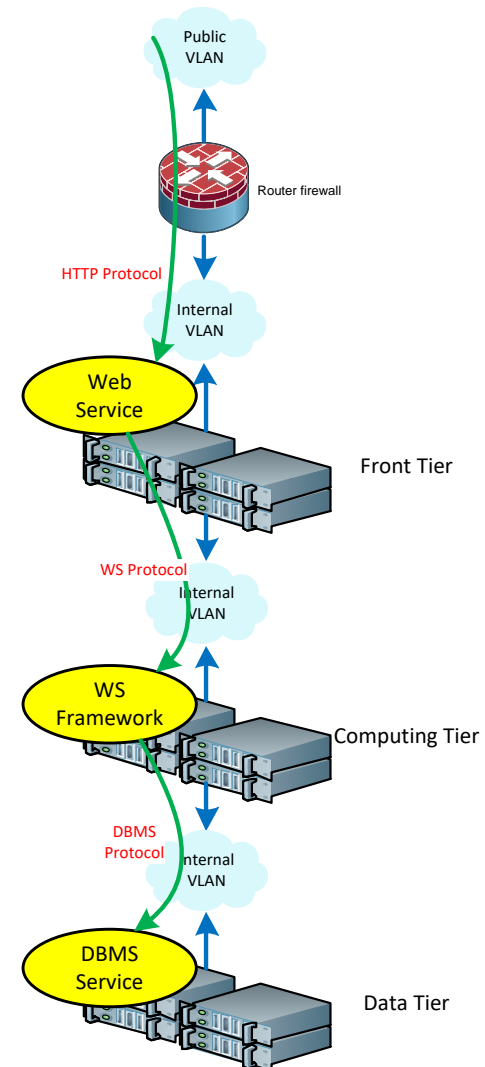 Public
VLAN
Router firewall
HTTP Protocol
Internal
VLAN
Web
Service
Front Tier
WS Protocol
Internal
VLAN
WS
Framework
Computing Tier
DBMS
Protocol
Internal
VLAN
DBMS
Service
Data Tier